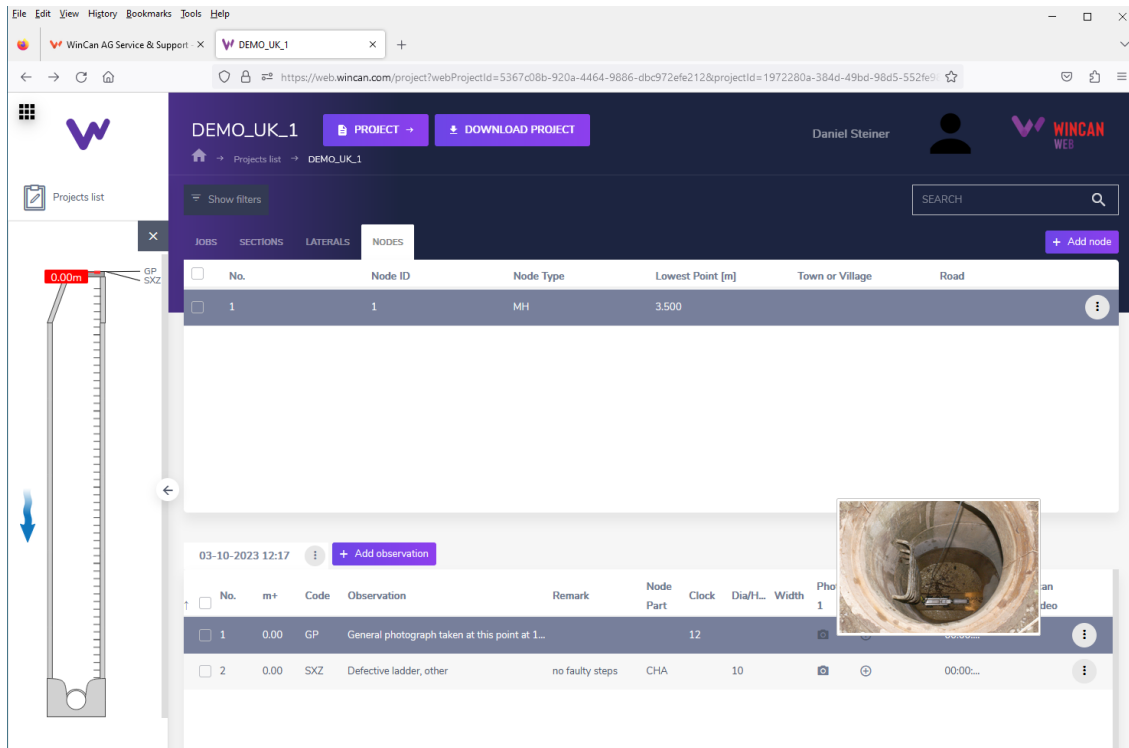 File Edit View History Bookmarks Tools Help
WinCan AG Service & Support
DEMO_UK_1
https://web.wincan.com/project?webProjectId=5367c08b-920a-4464-9886-dbc972efe212&projectId=1972280a-384d-49bd-98d5-552fe9
DEMO_UK_1
PROJECT →
DOWNLOAD PROJECT
Daniel Steiner
WINCAN
WEB
→ Projects list → DEMO_UK_1
Projects list
Show filters
SEARCH
JOBS SECTIONS LATERALS NODES
+ Add node
0.00m
GP
SXZ
No. Node ID Node Type Lowest Point [m] Town or Village Road
1 1 MH 3.500
03-10-2023 12:17
+ Add observation
No. m+ Code Observation Remark Node Part Clock Dia/H... Width Pho 1 an deo
1 0.00 GP General photograph taken at this point at 1... 12 00:00:...
2 0.00 SXZ Defective ladder, other no faulty steps CHA 10 00:00:...